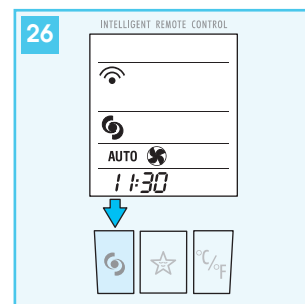 26
INTELLIGENT REMOTE CONTROL
AUTO
11:30
°C/°F